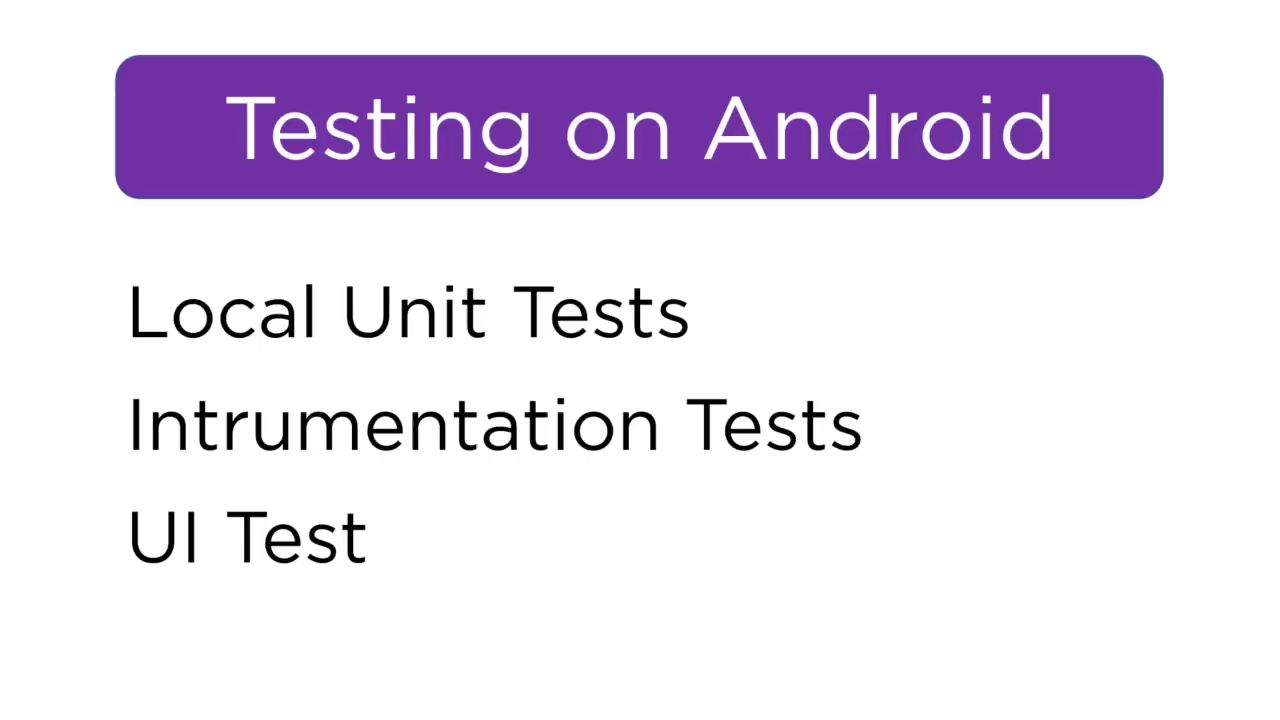 Testing on Android
Local Unit Tests
Intrumentation Tests
UI Test